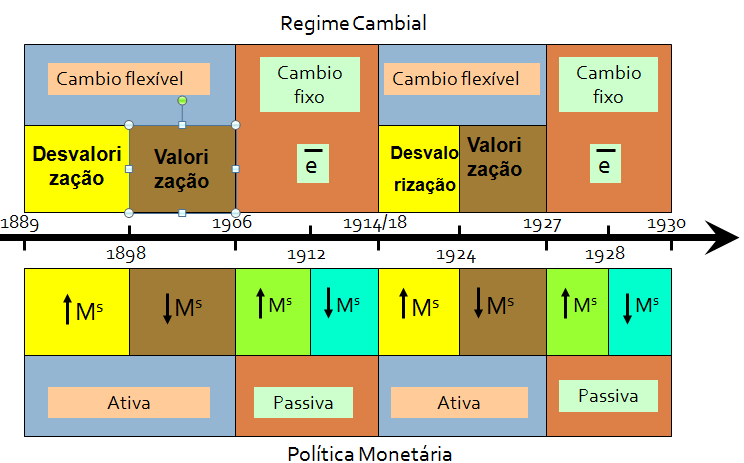 Regime Cambial
Cambio flexível
Cambio
fixo
Cambio flexível
Cambio
fixo
Desvalori
zação
Valori
zação
e
Desvalo
rização
Valori
zação
e
1889
1906
1914/18
1927
1930
1898
1912
1924
1928
↑Ms
↓Ms
↑Ms
↓Ms
↑Ms
↓Ms
↑Ms
↓Ms
Ativa
Passiva
Ativa
Passiva
Política Monetária